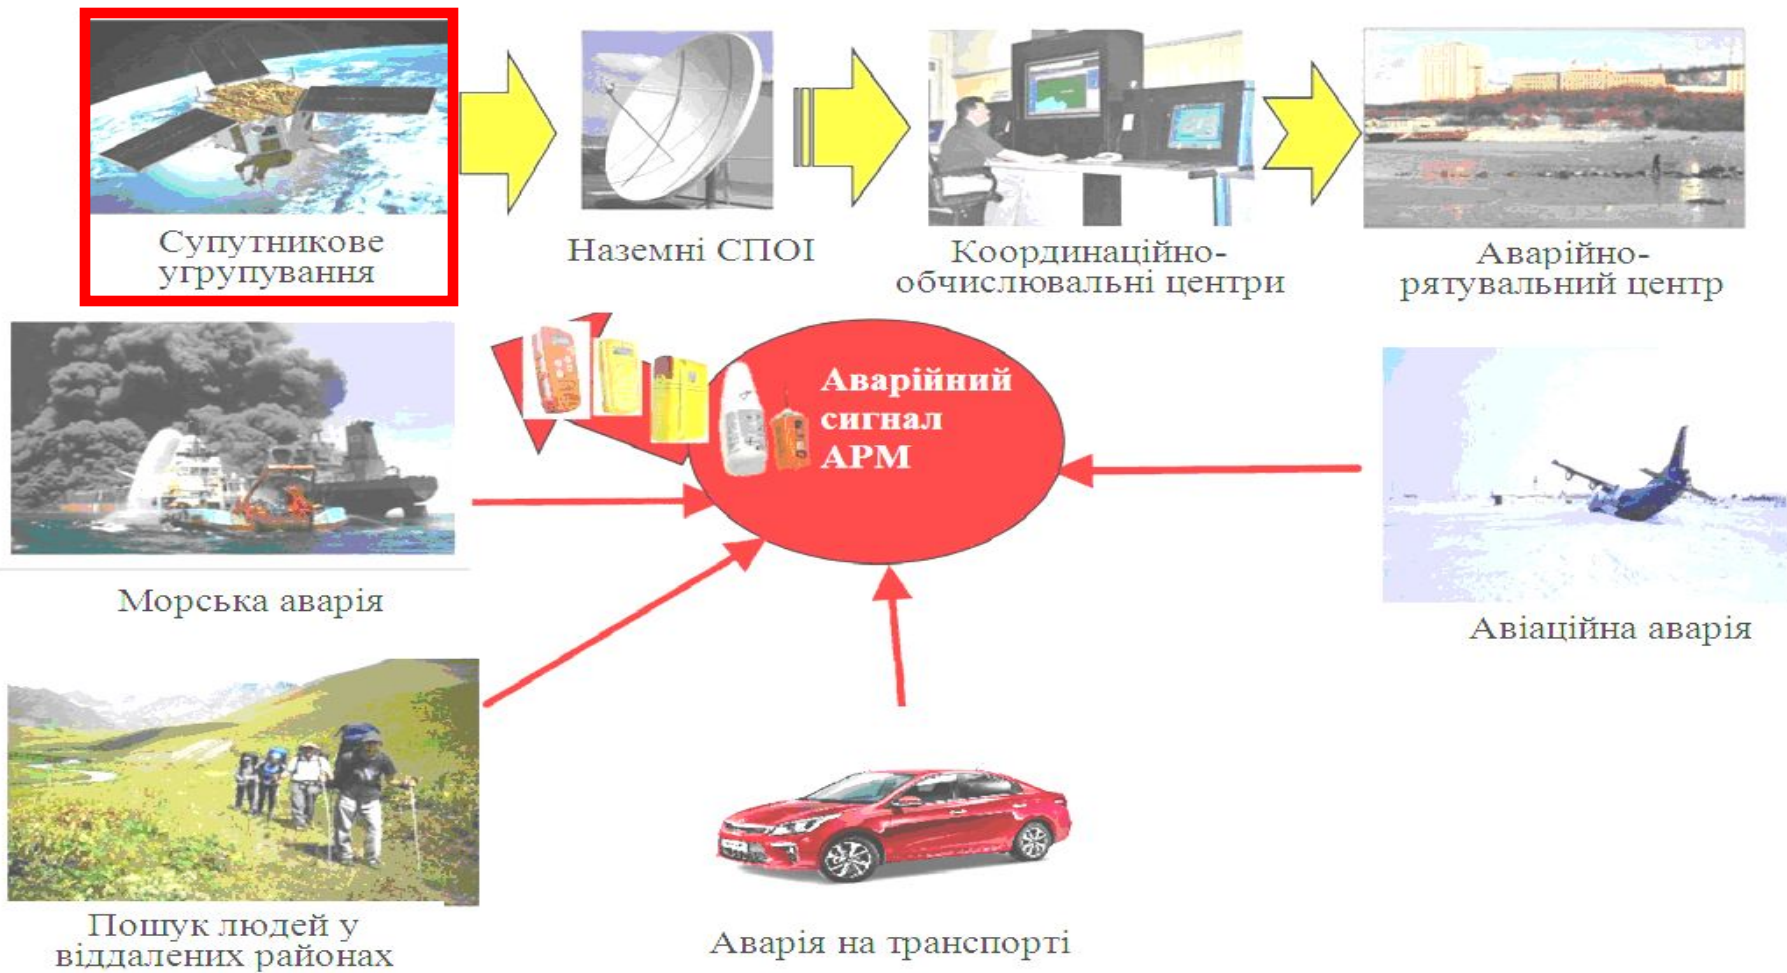 Супутникове
угрупування
Наземні СПОІ
Координаційно-
обчислювальні центри
Аварійно-
рятувальний центр
Аварійний
сигнал
АРМ
Морська аварія
Авіаційна аварія
Пошук людей у
віддалених районах
Аварія на транспорті